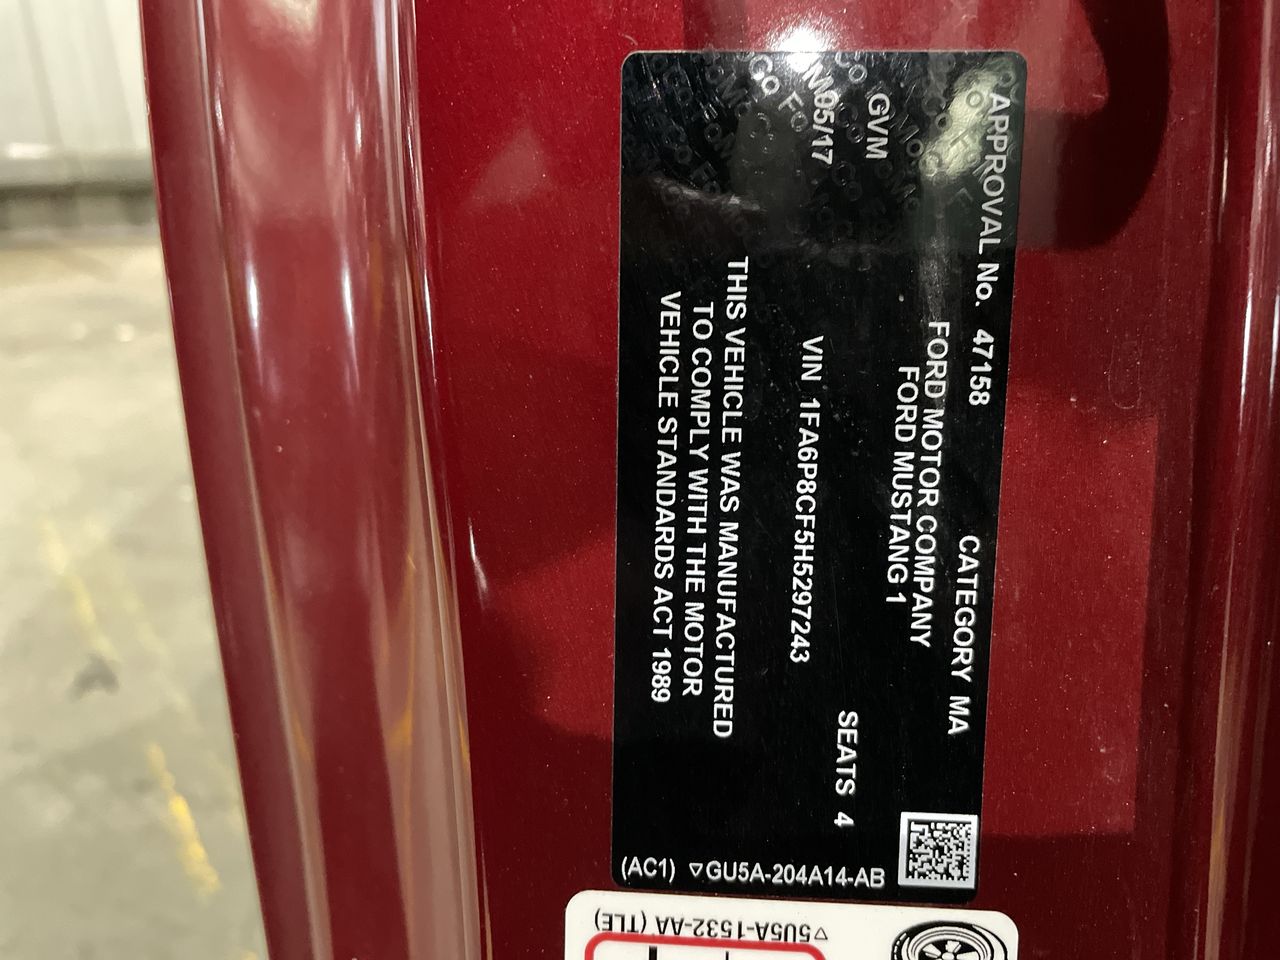 APPROVAL No. 47158 CATEGORY MA
FORD MOTOR COMPANY
FORD MUSTANG 1
GVM
SEATS 4
05/17
VIN 1FA6P8CF5H5297243
THIS VEHICLE WAS MANUFACTURED
TO COMPLY WITH THE MOTOR
VEHICLE STANDARDS ACT 1989
(AC1) ▽GU5A-204A14-AB
▽5U5A-1532-AA (TLE)